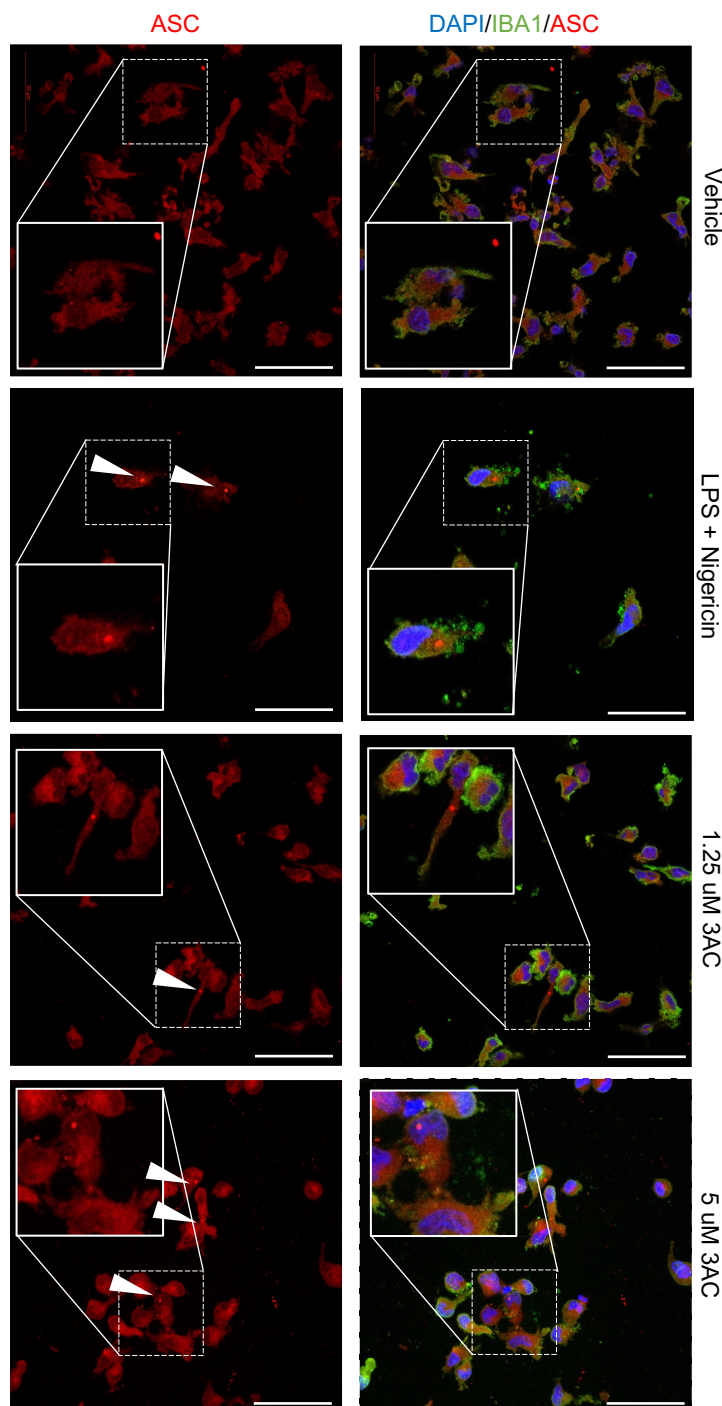 ASC
DAPI/IBA1/ASC
Vehicle
LPS + Nigericin
1.25 uM 3AC
5 uM 3AC